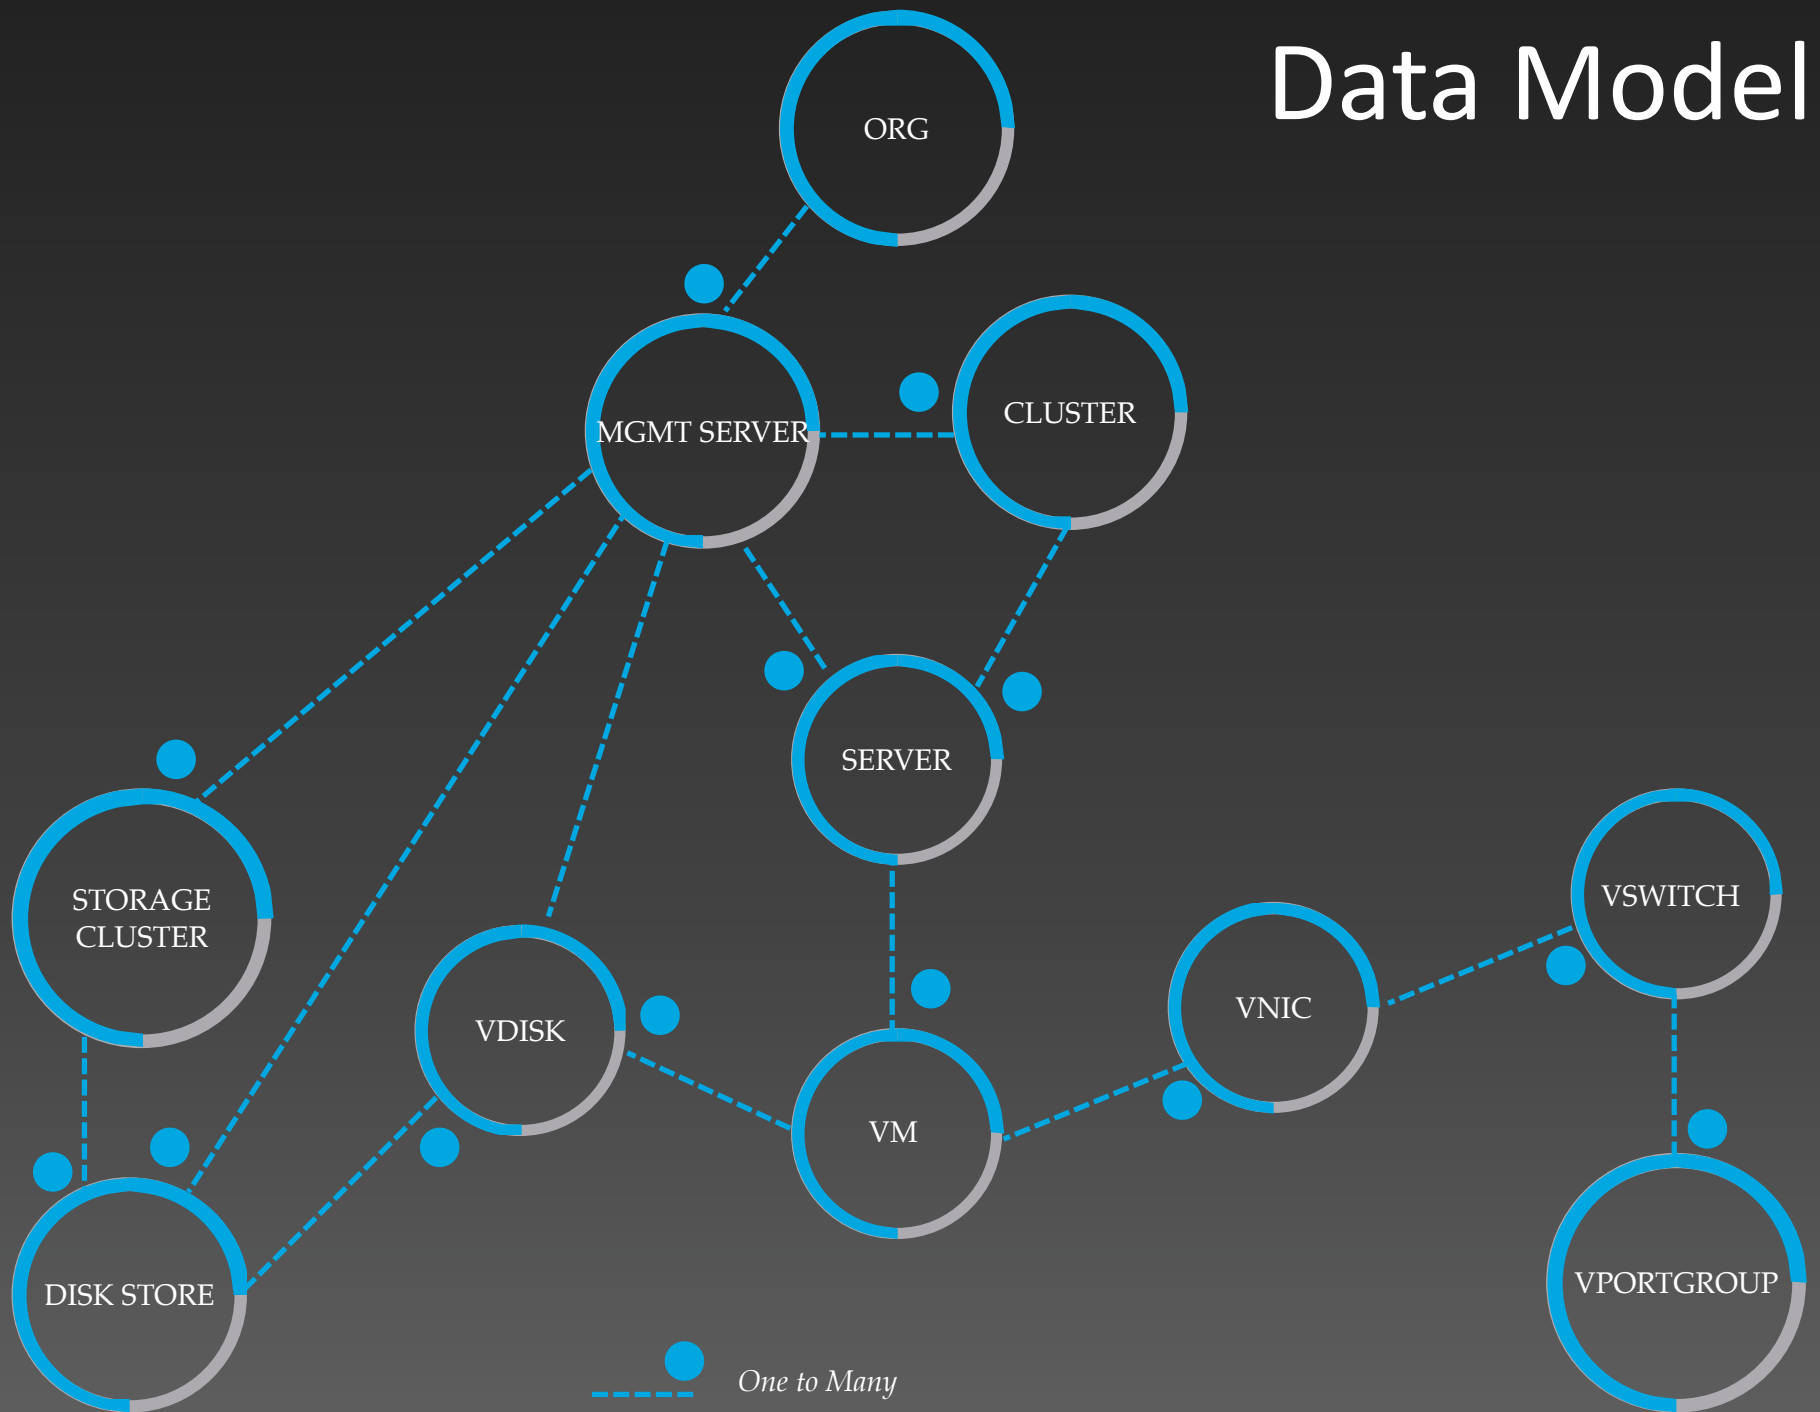 Data Model
ORG
CLUSTER
MGMT SERVER
SERVER
STORAGE
CLUSTER
VSWITCH
VNIC
VDISK
VM
DISK STORE
VPORTGROUP
One to Many